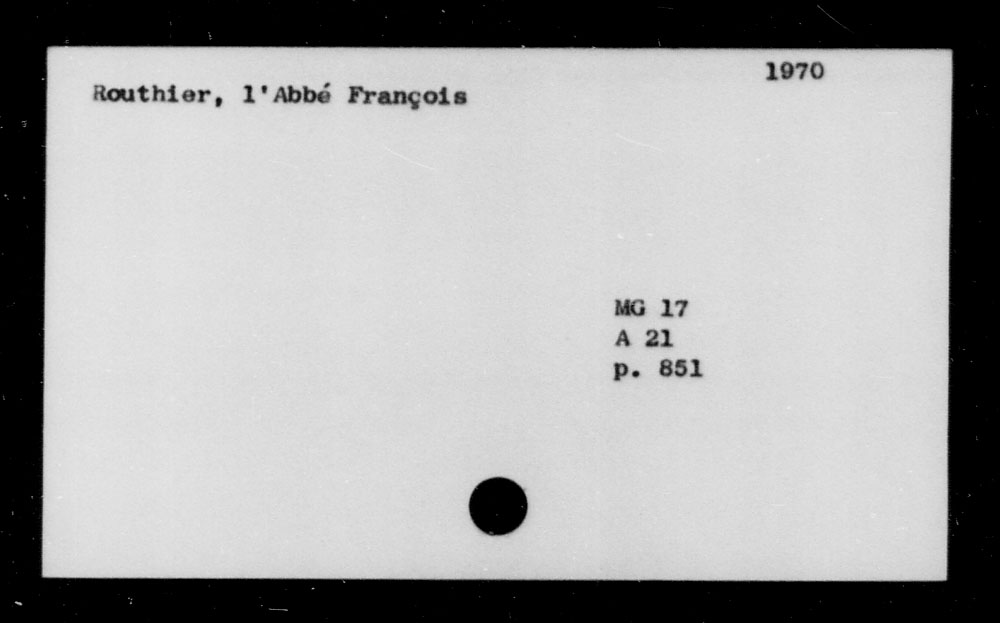 1970
Routhier, l'Abbé François
MG 17
A 21
p. 851